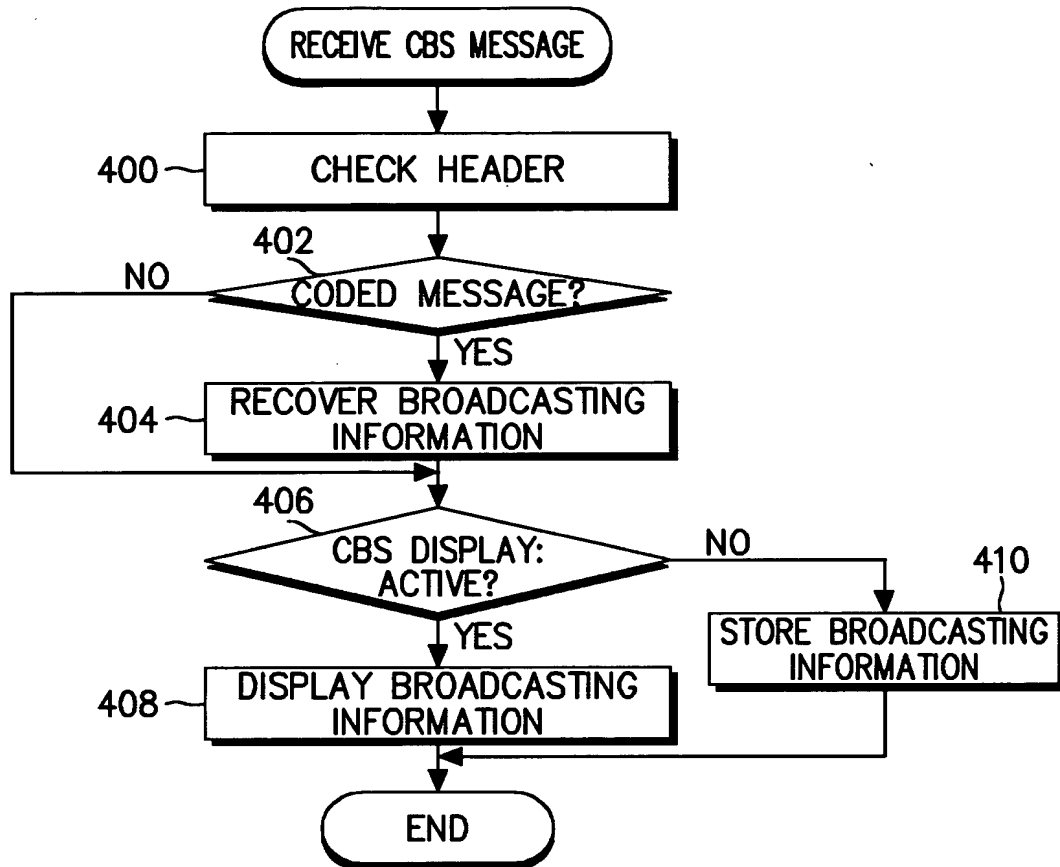 RECEIVE CBS MESSAGE
400
CHECK HEADER
402
NO
CODED MESSAGE?
YES
404
RECOVER BROADCASTING
INFORMATION
406
CBS DISPLAY:
ACTIVE?
NO
410
YES
STORE BROADCASTING
INFORMATION
408
DISPLAY BROADCASTING
INFORMATION
END